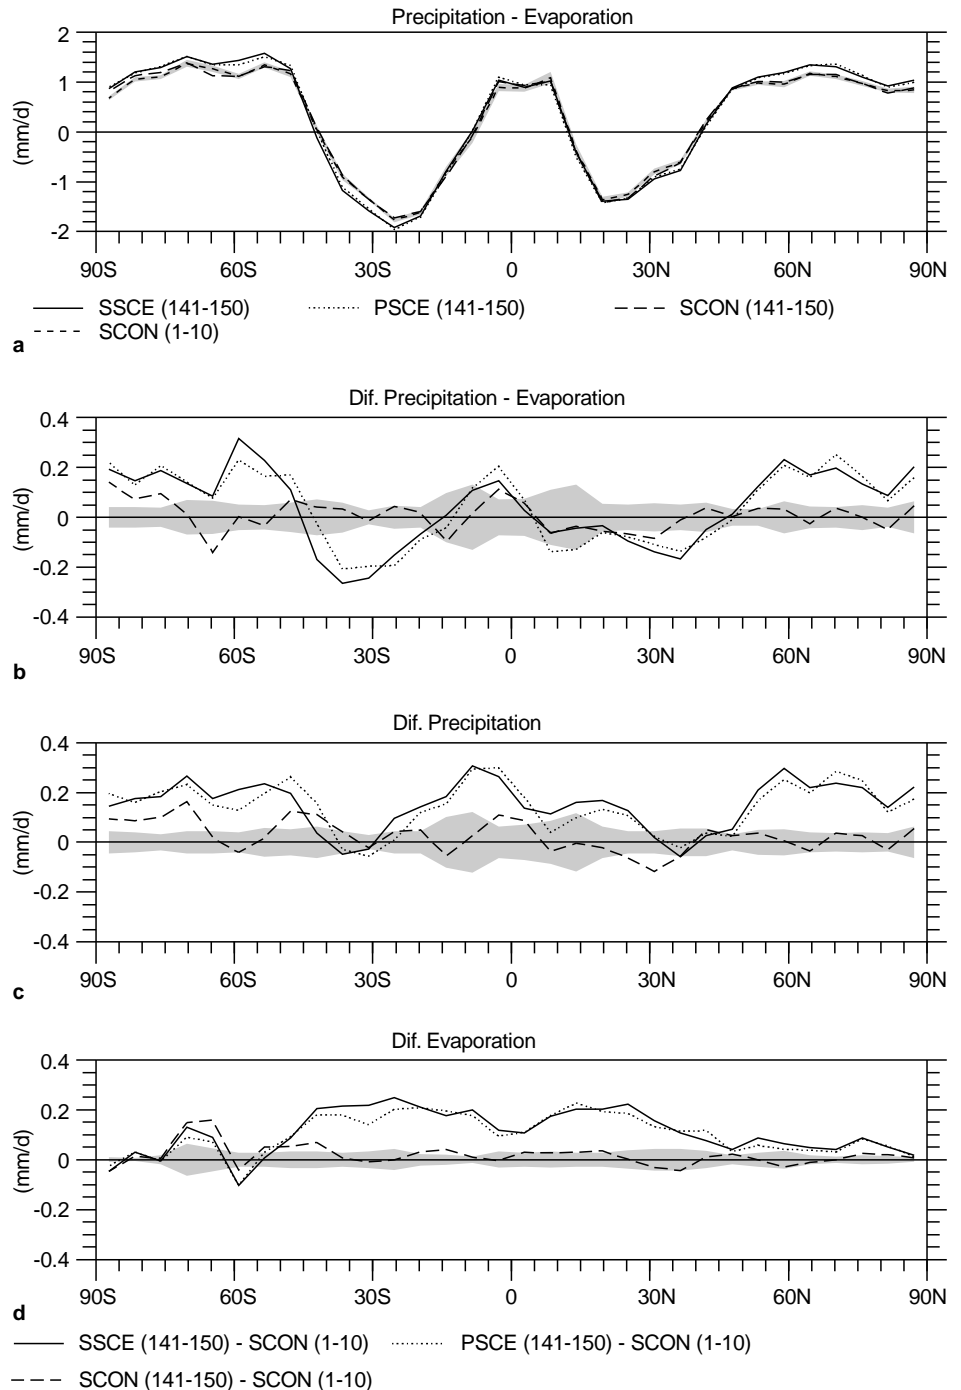 Precipitation - Evaporation
2
1
0
-1
-2
(mm/d)
90S 60S 30S 0 30N 60N 90N
SSCE (141-150) PSCE (141-150) SCON (141-150)
SCON (1-10)
a
Dif. Precipitation - Evaporation
0.4
0.2
0
-0.2
-0.4
(mm/d)
90S 60S 30S 0 30N 60N 90N
b
Dif. Precipitation
0.4
0.2
0
-0.2
-0.4
(mm/d)
90S 60S 30S 0 30N 60N 90N
c
Dif. Evaporation
0.4
0.2
0
-0.2
-0.4
(mm/d)
90S 60S 30S 0 30N 60N 90N
d
SSCE (141-150) - SCON (1-10) PSCE (141-150) - SCON (1-10)
SCON (141-150) - SCON (1-10)